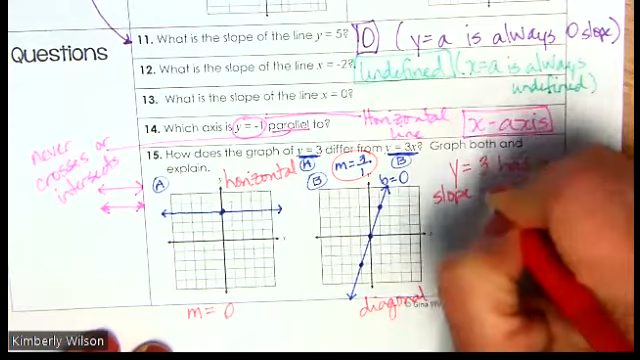 Questions
11. What is the slope of the line y = 5? 0 (y=a is always 0 slope)
12. What is the slope of the line x = -2? undefined (x=a is always undefined)
13. What is the slope of the line x = 0?
14. Which axis is y = -1 parallel to? Horizontal line x-axis
never crosses or intersects
15. How does the graph of y = 3 differ from y = 3x? Graph both and
explain.
A B
A horizontal B m=3/1 b=0
y = 3 has
slope
m = 0 diagonal
© Gina
Kimberly Wilson